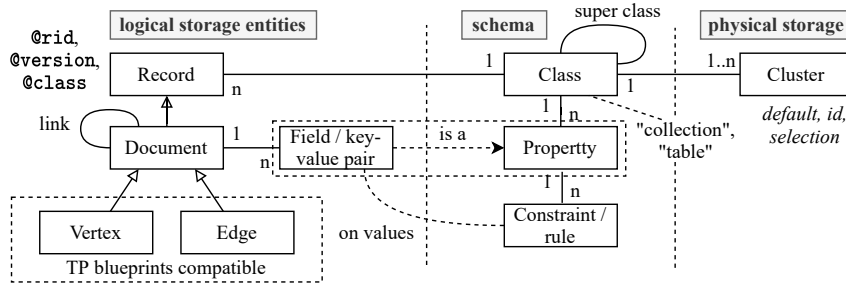 logical storage entities
schema
physical storage
@rid,
@version,
@class
Record
n
1
super class
Class
1
1..n
Cluster
default, id,
selection
link
Document
1
n
Field / key-
value pair
is a
1
n
Propertty
"collection",
"table"
1
n
Constraint /
rule
on values
Vertex
Edge
TP blueprints compatible